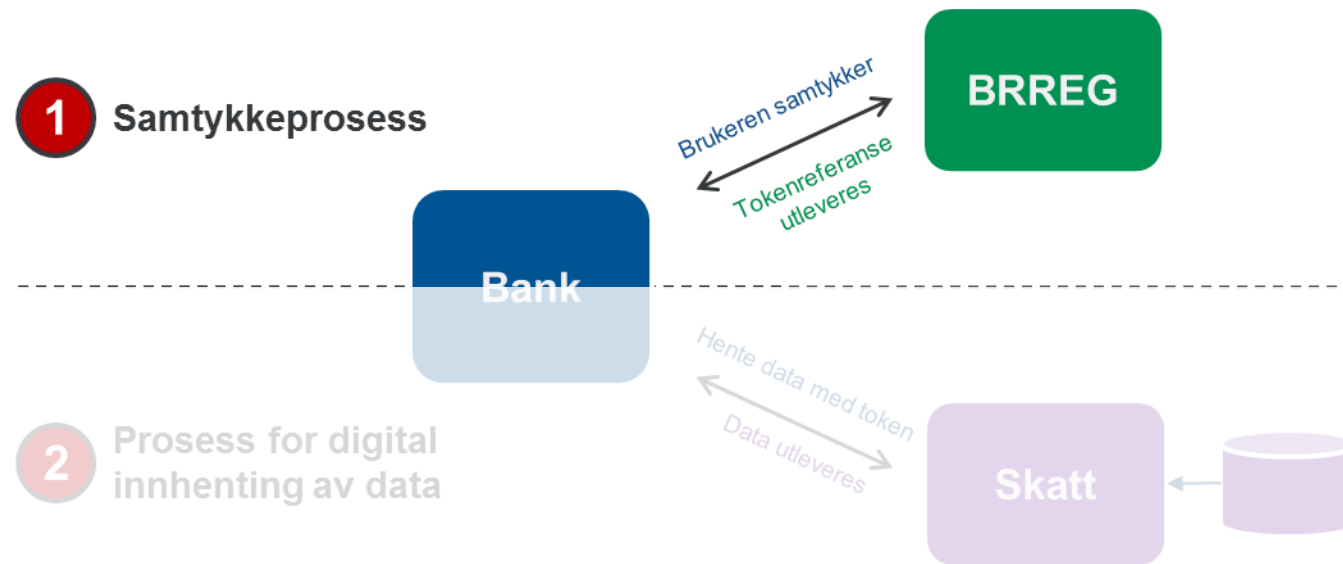 1
Samtykkeprosess
Brukeren samtykker
Tokenreferanse
utleveres
BRREG
Bank
2
Prosess for digital
innhenting av data
Hente data med token
Data utleveres
Skatt